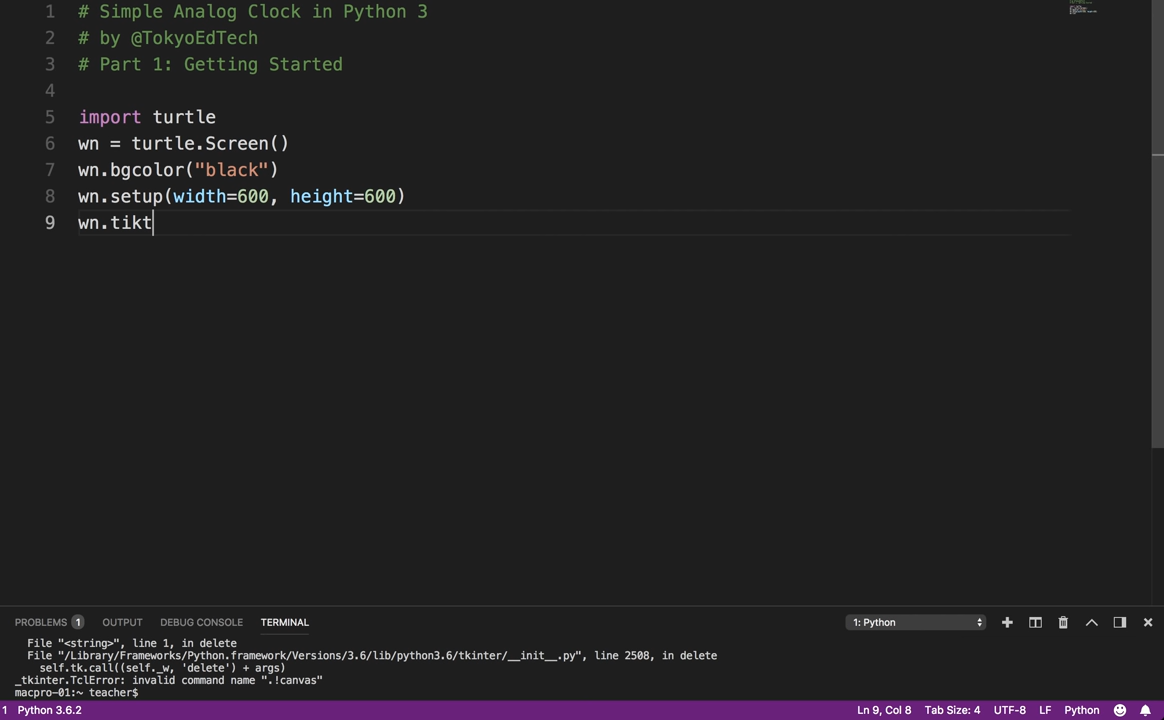 1 # Simple Analog Clock in Python 3
2 # by @TokyoEdTech
3 # Part 1: Getting Started
4
5 import turtle
6 wn = turtle.Screen()
7 wn.bgcolor("black")
8 wn.setup(width=600, height=600)
9 wn.tikt
PROBLEMS 1 OUTPUT DEBUG CONSOLE TERMINAL 1: Python
File "<string>", line 1, in delete
File "/Library/Frameworks/Python.framework/Versions/3.6/lib/python3.6/tkinter/__init__.py", line 2508, in delete
self.tk.call((self._w, 'delete') + args)
_tkinter.TclError: invalid command name ".!canvas"
macpro-01:~ teacher$
1 Python 3.6.2 Ln 9, Col 8 Tab Size: 4 UTF-8 LF Python